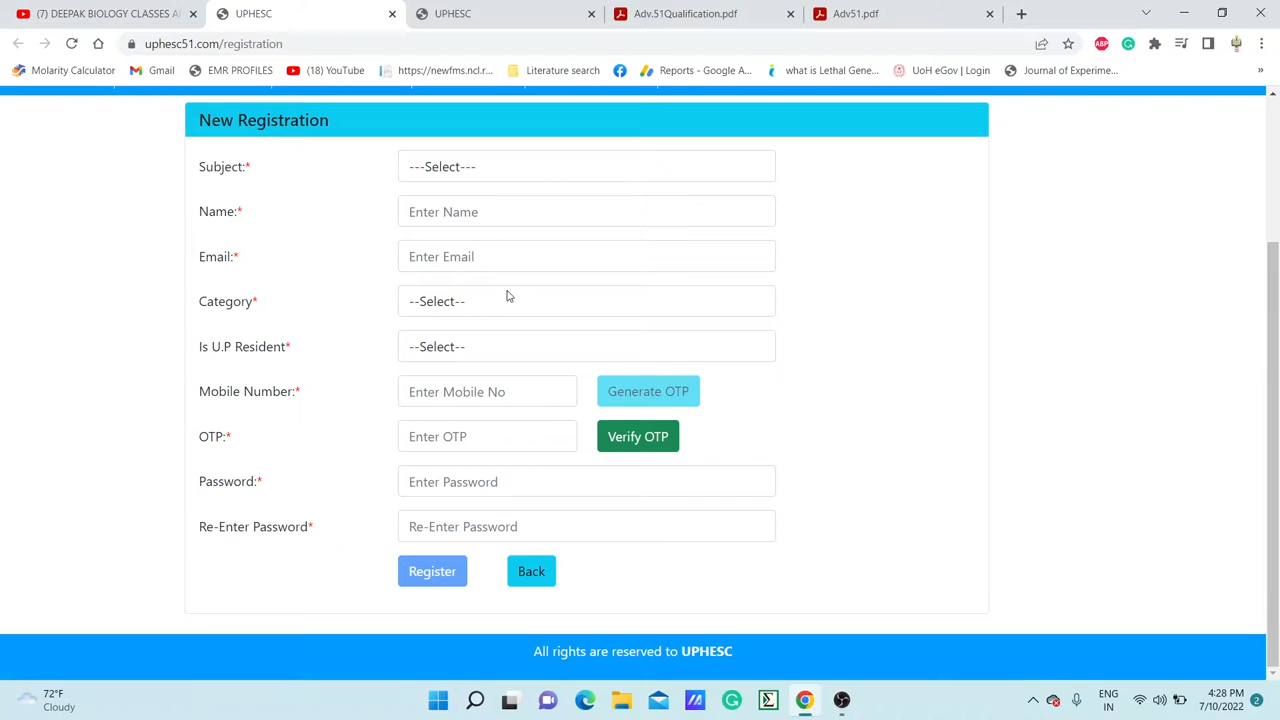 (7) DEEPAK BIOLOGY CLASSES A
UPHESC
UPHESC
Adv.51Qualification.pdf
Adv51.pdf
uphesc51.com/registration
ABP
Molarity Calculator
Gmail
EMR PROFILES
(18) YouTube
https://newfms.ncl.r...
Literature search
Reports - Google A...
what is Lethal Gene...
UoH eGov | Login
Journal of Experime...
»
New Registration
Subject:*
---Select---
Name:*
Enter Name
Email:*
Enter Email
Category*
--Select--
Is U.P Resident*
--Select--
Mobile Number:*
Enter Mobile No
Generate OTP
OTP:*
Enter OTP
Verify OTP
Password:*
Enter Password
Re-Enter Password*
Re-Enter Password
Register
Back
All rights are reserved to UPHESC
72°F
Cloudy
ENG
IN
4:28 PM
7/10/2022
2